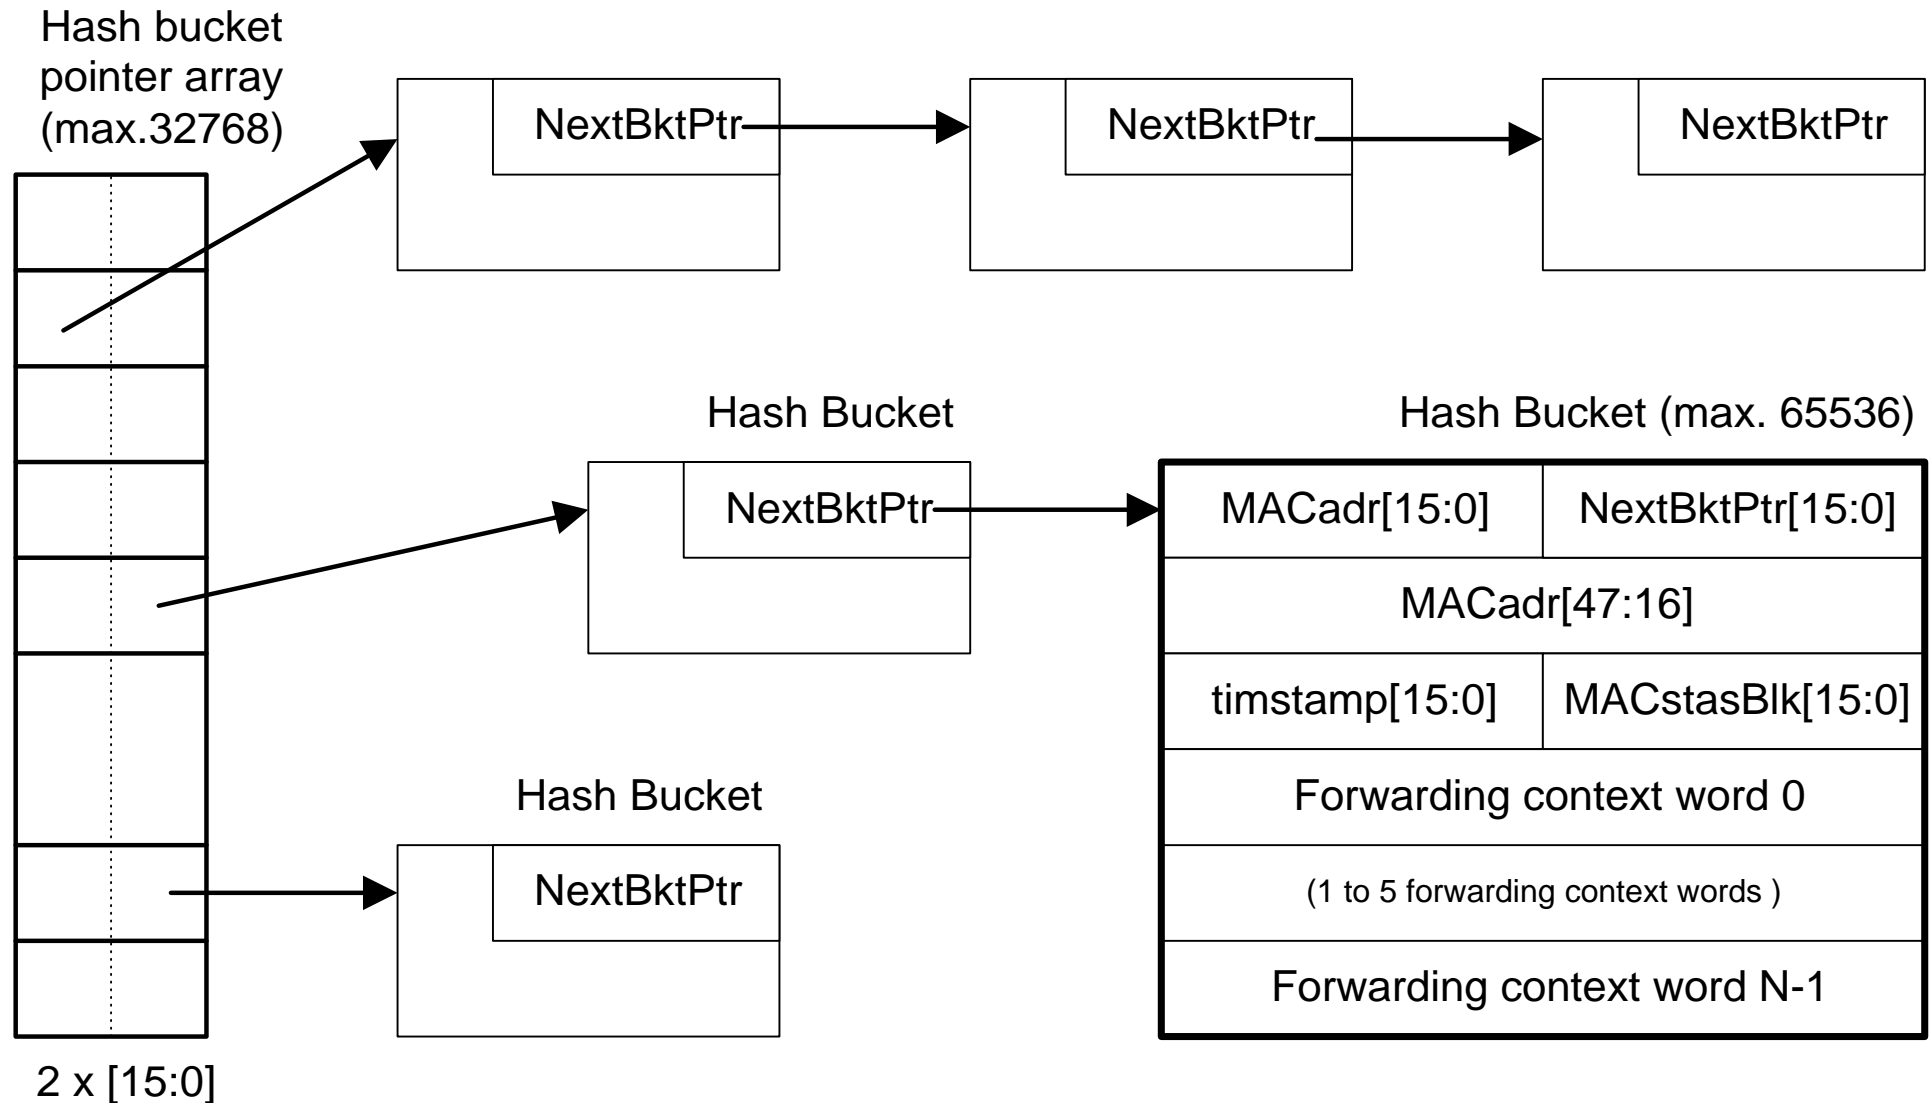 Hash bucket
pointer array
(max.32768)
NextBktPtr
NextBktPtr
NextBktPtr
Hash Bucket
Hash Bucket (max. 65536)
NextBktPtr
MACadr[15:0]
NextBktPtr[15:0]
MACadr[47:16]
timstamp[15:0]
MACstasBlk[15:0]
Forwarding context word 0
(1 to 5 forwarding context words )
Forwarding context word N-1
Hash Bucket
NextBktPtr
2 x [15:0]